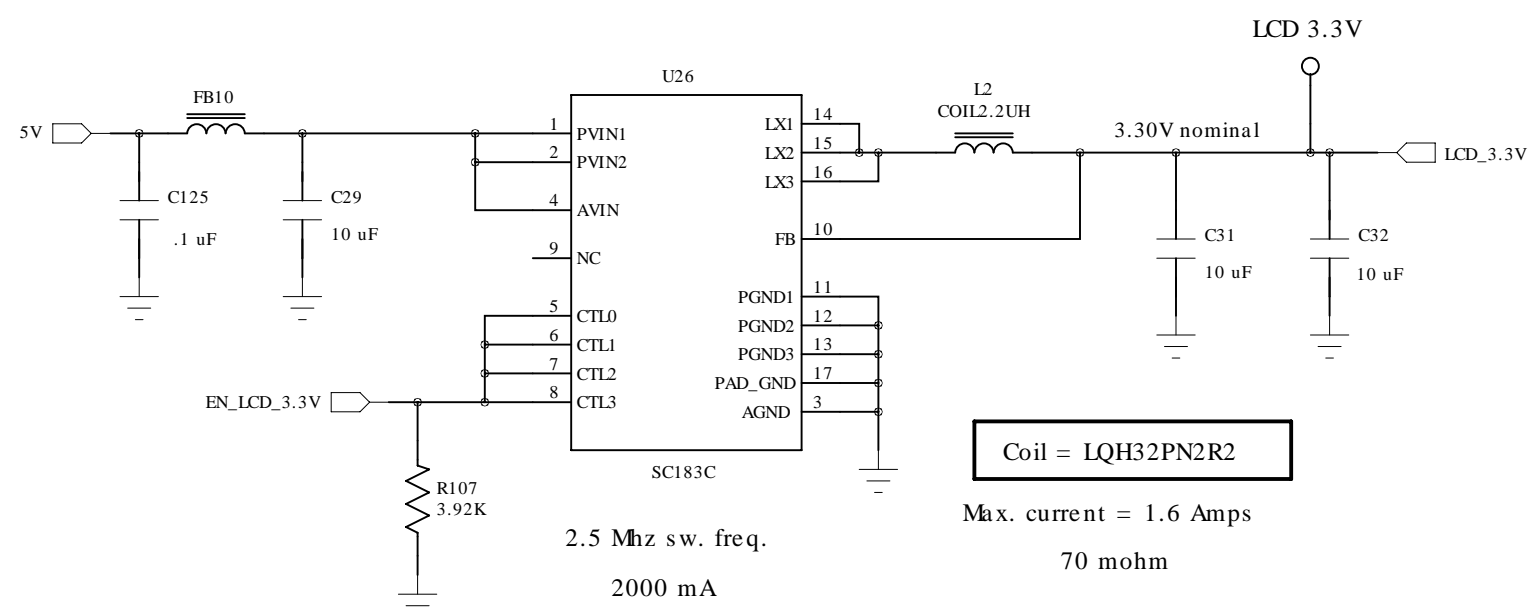 LCD 3.3V
U26
FB10
L2
COIL2.2UH
5V
1
PVIN1
2
PVIN2
4
AVIN
9
NC
5
CTL0
6
CTL1
7
CTL2
8
CTL3
LX1
14
LX2
15
LX3
16
FB
10
PGND1
11
PGND2
12
PGND3
13
PAD_GND
17
AGND
3
3.30V nominal
LCD_3.3V
C125
.1 uF
C29
10 uF
C31
10 uF
C32
10 uF
EN_LCD_3.3V
R107
3.92K
SC183C
2.5 Mhz sw. freq.
2000 mA
Coil = LQH32PN2R2
Max. current = 1.6 Amps
70 mohm